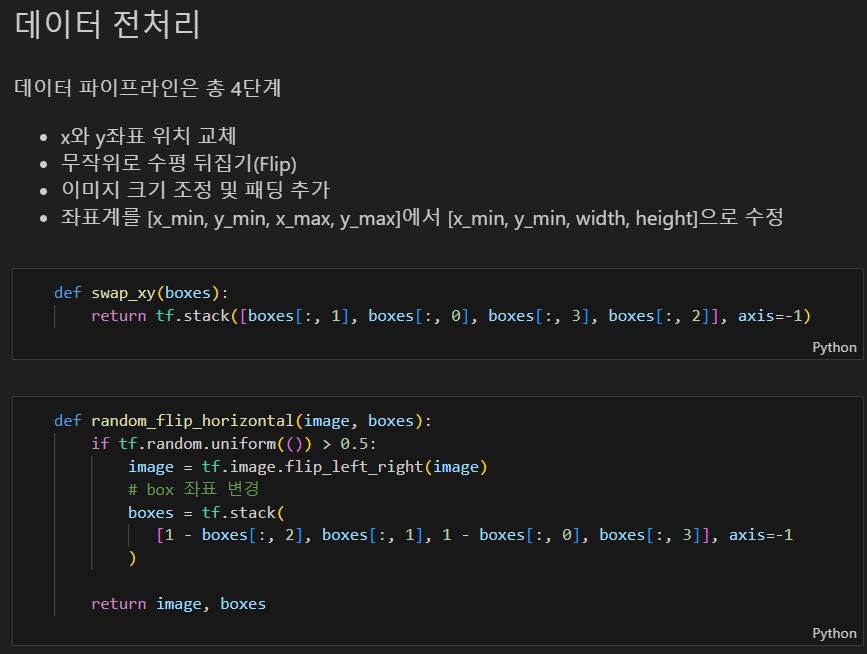 데이터 전처리
데이터 파이프라인은 총 4단계
• x와 y좌표 위치 교체
• 무작위로 수평 뒤집기(Flip)
• 이미지 크기 조정 및 패딩 추가
• 좌표계를 [x_min, y_min, x_max, y_max]에서 [x_min, y_min, width, height]으로 수정
def swap_xy(boxes):
    return tf.stack([boxes[:, 1], boxes[:, 0], boxes[:, 3], boxes[:, 2]], axis=-1)
Python
def random_flip_horizontal(image, boxes):
    if tf.random.uniform(()) > 0.5:
        image = tf.image.flip_left_right(image)
        # box 좌표 변경
        boxes = tf.stack(
            [1 - boxes[:, 2], boxes[:, 1], 1 - boxes[:, 0], boxes[:, 3]], axis=-1
        )
    return image, boxes
Python